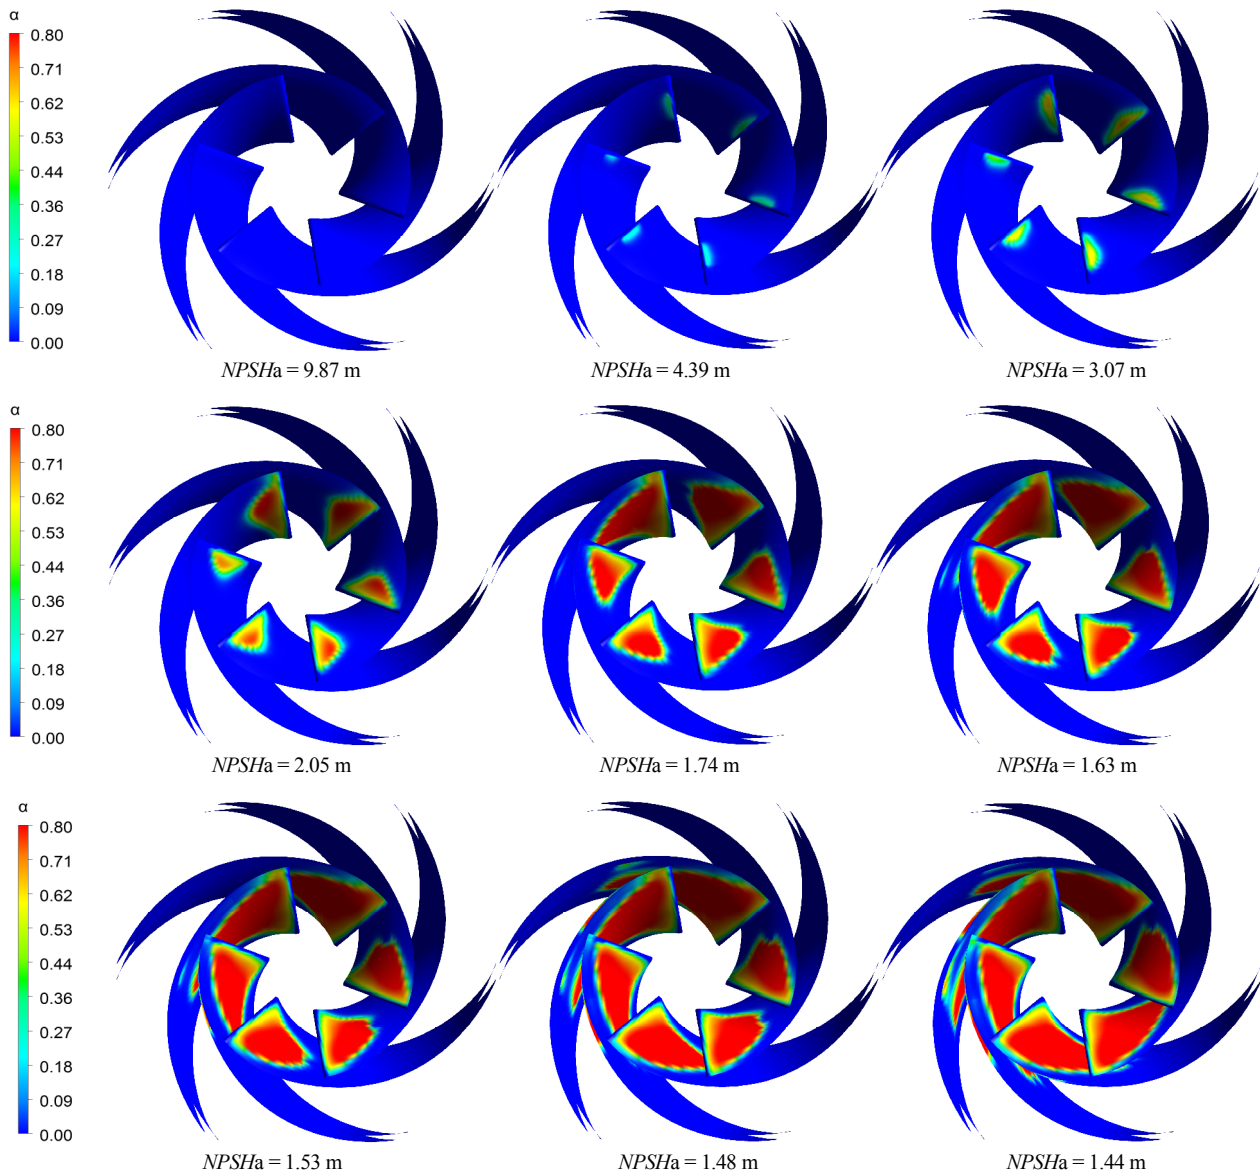 α
0.80
0.71
0.62
0.53
0.44
0.36
0.27
0.18
0.09
0.00
NPSHa = 9.87 m
NPSHa = 4.39 m
NPSHa = 3.07 m
α
0.80
0.71
0.62
0.53
0.44
0.36
0.27
0.18
0.09
0.00
NPSHa = 2.05 m
NPSHa = 1.74 m
NPSHa = 1.63 m
α
0.80
0.71
0.62
0.53
0.44
0.36
0.27
0.18
0.09
0.00
NPSHa = 1.53 m
NPSHa = 1.48 m
NPSHa = 1.44 m